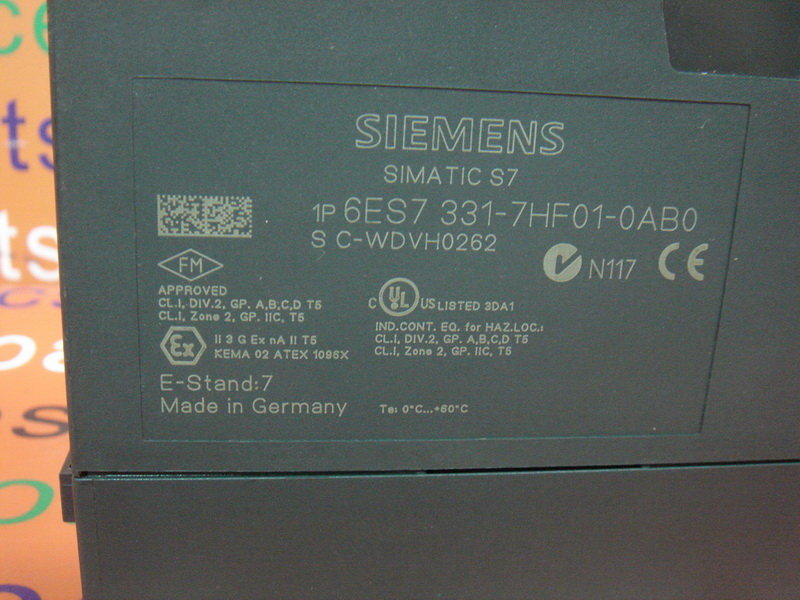 SIEMENS
SIMATIC S7
1P 6ES7 331-7HF01-0AB0
S C-WDVH0262
N117 CE
FM
APPROVED
CL.I, DIV.2, GP. A,B,C,D T5
CL.I, Zone 2, GP. IIC, T5
C UL US LISTED 3DA1
IND.CONT. EQ. for HAZ.LOC.:
CL.I, DIV.2, GP. A,B,C,D T5
CL.I, Zone 2, GP. IIC, T5
Ex
II 3 G Ex nA II T5
KEMA 02 ATEX 1096X
E-Stand:7
Made in Germany
Ta: 0°C...+60°C